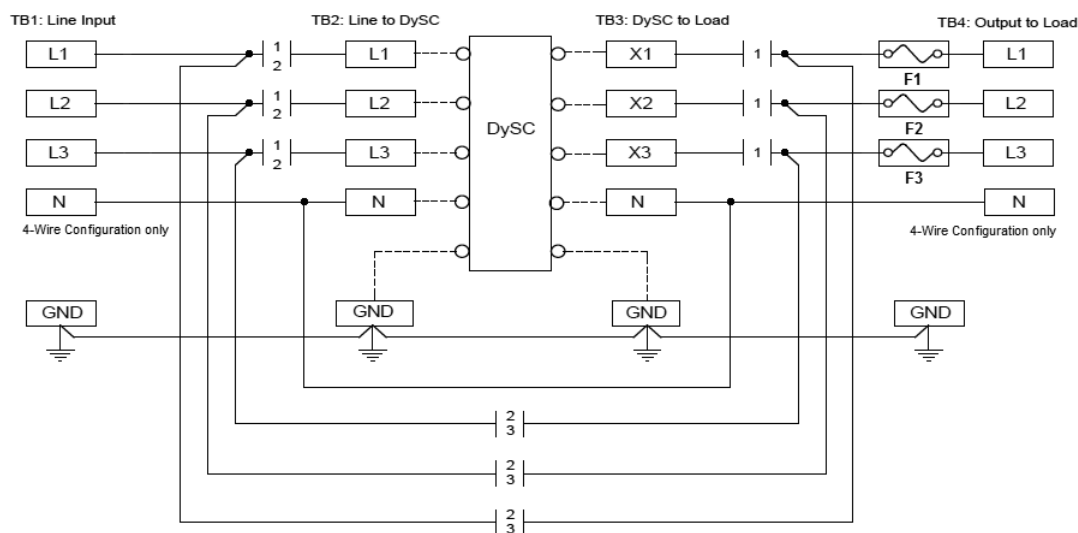 TB1: Line Input
TB2: Line to DySC
TB3: DySC to Load
TB4: Output to Load
L1
1
2
L1
X1
1
F1
L1
L2
1
2
L2
DySC
X2
1
F2
L2
L3
1
2
L3
X3
1
F3
L3
N
N
N
N
4-Wire Configuration only
4-Wire Configuration only
GND
GND
GND
GND
2
3
2
3
2
3